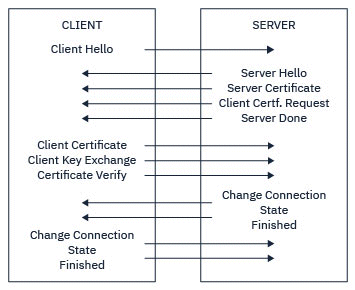 CLIENT
SERVER
Client Hello
Server Hello
Server Certificate
Client Certf. Request
Server Done
Client Certificate
Client Key Exchange
Certificate Verify
Change Connection
State
Finished
Change Connection
State
Finished